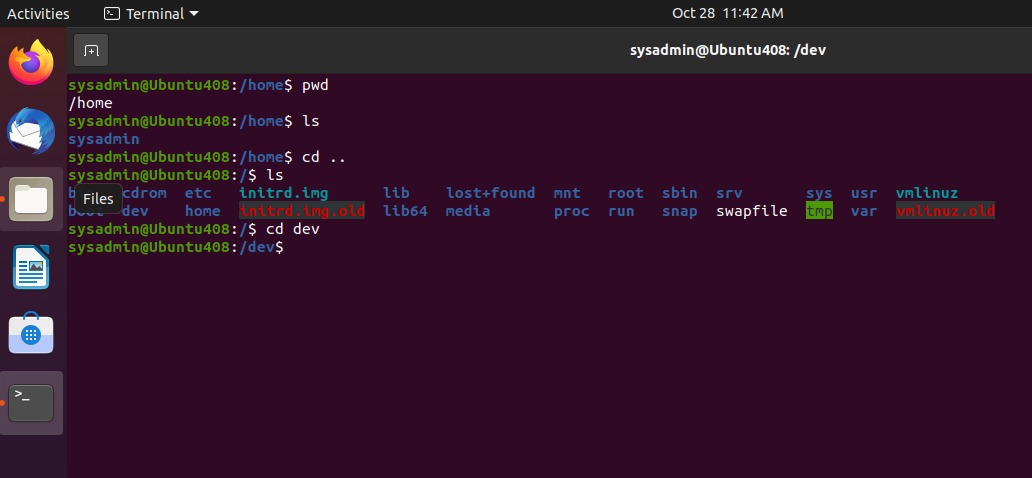 Activities Terminal Oct 28 11:42 AM
sysadmin@Ubuntu408: /dev
sysadmin@Ubuntu408:/home$ pwd
/home
sysadmin@Ubuntu408:/home$ ls
sysadmin
sysadmin@Ubuntu408:/home$ cd ..
sysadmin@Ubuntu408:/$ ls
cdrom etc initrd.img lib lost+found mnt root sbin srv sys usr vmlinuz
Files
dev home initrd.img.old lib64 media proc run snap swapfile tmp var vmlinuz.old
sysadmin@Ubuntu408:/$ cd dev
sysadmin@Ubuntu408:/dev$
>_